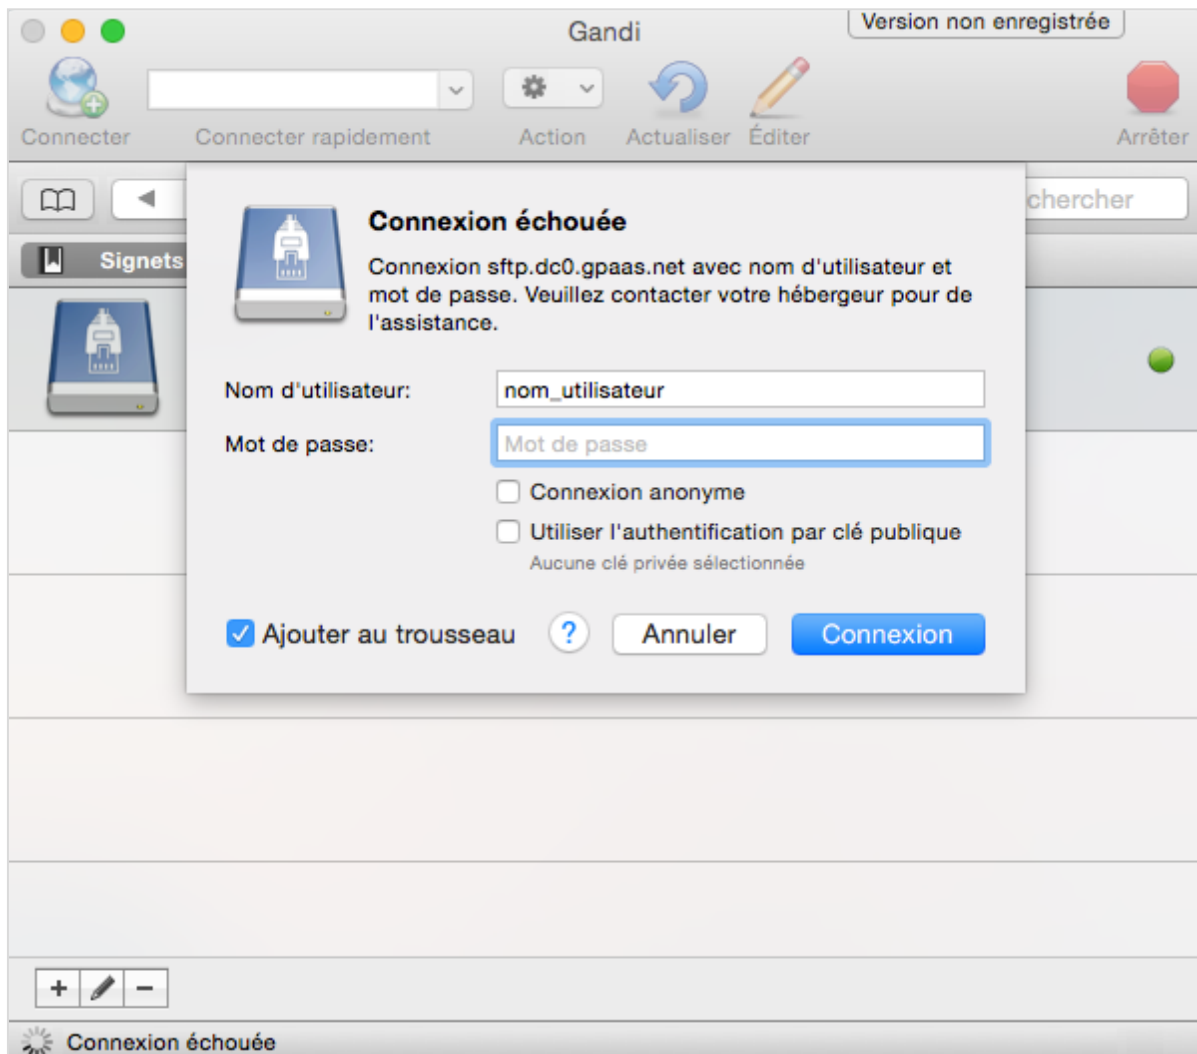 Gandi
Version non enregistrée
Connecter
Connecter rapidement
Action
Actualiser
Éditer
Arrêter
chercher
Signets
Connexion échouée
Connexion sftp.dc0.gpaas.net avec nom d'utilisateur et
mot de passe. Veuillez contacter votre hébergeur pour de
l'assistance.
Nom d'utilisateur:
nom_utilisateur
Mot de passe:
Mot de passe
Connexion anonyme
Utiliser l'authentification par clé publique
Aucune clé privée sélectionnée
Ajouter au trousseau
?
Annuler
Connexion
Connexion échouée